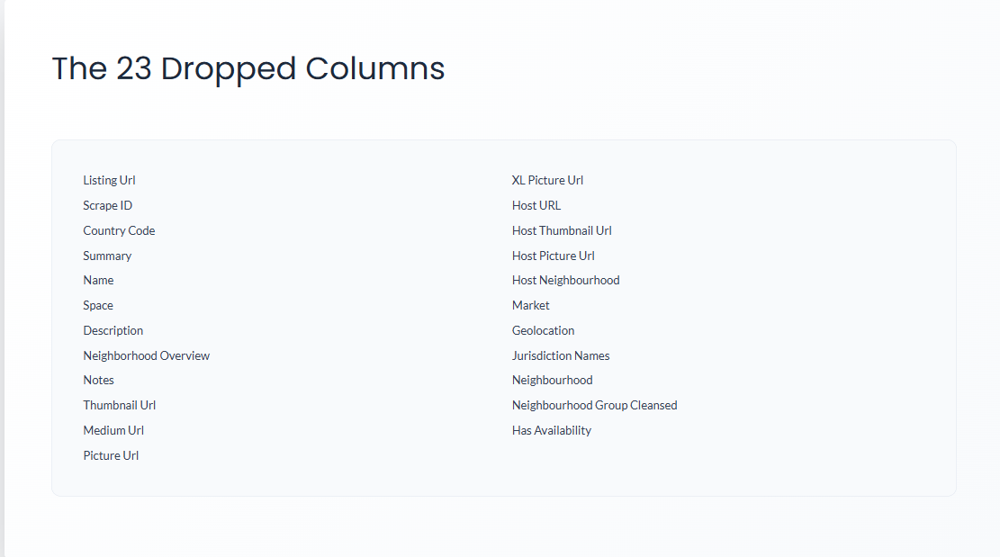 The 23 Dropped Columns
Listing Url
Scrape ID
Country Code
Summary
Name
Space
Description
Neighborhood Overview
Notes
Thumbnail Url
Medium Url
Picture Url
XL Picture Url
Host URL
Host Thumbnail Url
Host Picture Url
Host Neighbourhood
Market
Geolocation
Jurisdiction Names
Neighbourhood
Neighbourhood Group Cleansed
Has Availability